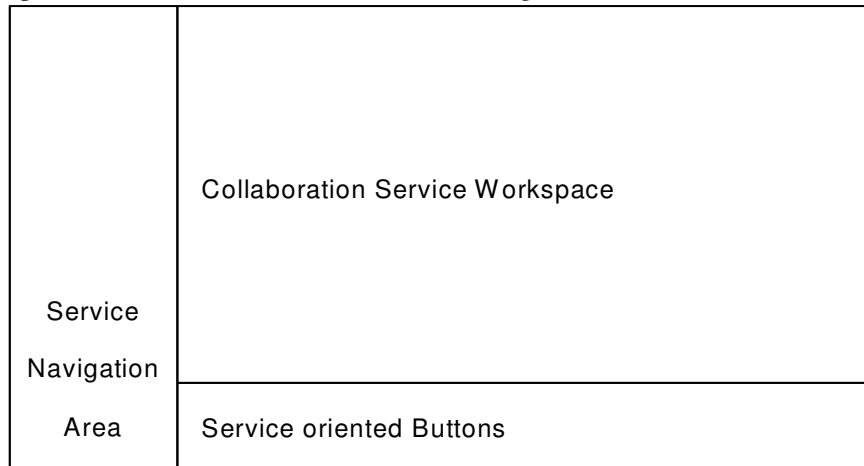 Collaboration Service Workspace
Service
Navigation
Area
Service oriented Buttons